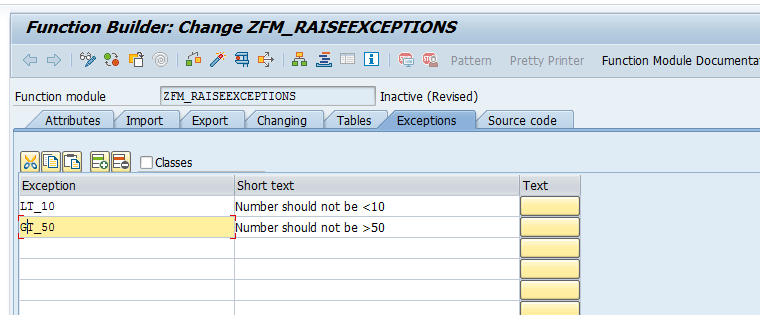 Function Builder: Change ZFM_RAISEEXCEPTIONS
Pattern Pretty Printer Function Module Documenta
Function module ZFM_RAISEEXCEPTIONS Inactive (Revised)
Attributes Import Export Changing Tables Exceptions Source code
Classes
Exception Short text Text
LT_10 Number should not be <10
GT_50 Number should not be >50